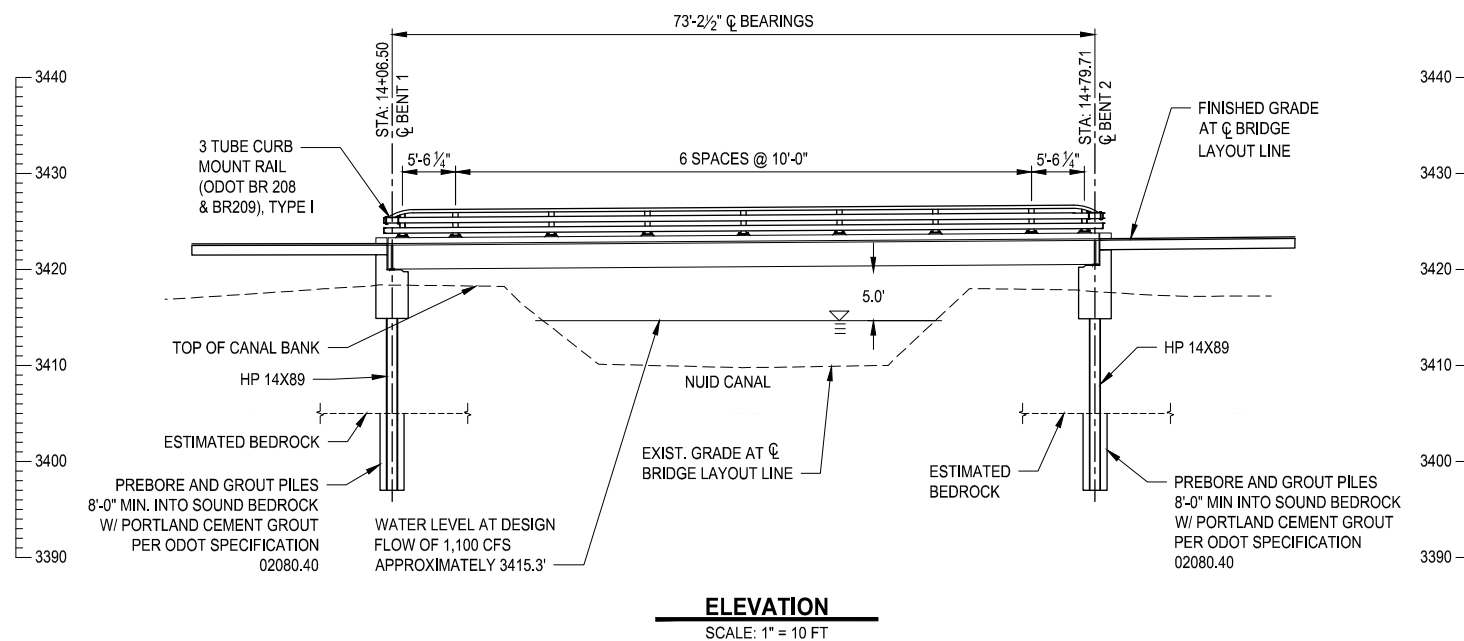 73'-2½" ℄ BEARINGS
STA: 14+06.50
℄ BENT 1
STA: 14+79.71
℄ BENT 2
3440
3430
3420
3410
3400
3390
3440
3430
3420
3410
3400
3390
3 TUBE CURB
MOUNT RAIL
(ODOT BR 208
& BR209), TYPE I
5'-6 ¼"
6 SPACES @ 10'-0"
5'-6 ¼"
FINISHED GRADE
AT ℄ BRIDGE
LAYOUT LINE
5.0'
TOP OF CANAL BANK
HP 14X89
NUID CANAL
HP 14X89
ESTIMATED BEDROCK
EXIST. GRADE AT ℄
BRIDGE LAYOUT LINE
ESTIMATED
BEDROCK
PREBORE AND GROUT PILES
8'-0" MIN. INTO SOUND BEDROCK
W/ PORTLAND CEMENT GROUT
PER ODOT SPECIFICATION
02080.40
WATER LEVEL AT DESIGN
FLOW OF 1,100 CFS
APPROXIMATELY 3415.3'
PREBORE AND GROUT PILES
8'-0" MIN INTO SOUND BEDROCK
W/ PORTLAND CEMENT GROUT
PER ODOT SPECIFICATION
02080.40
ELEVATION
SCALE: 1" = 10 FT